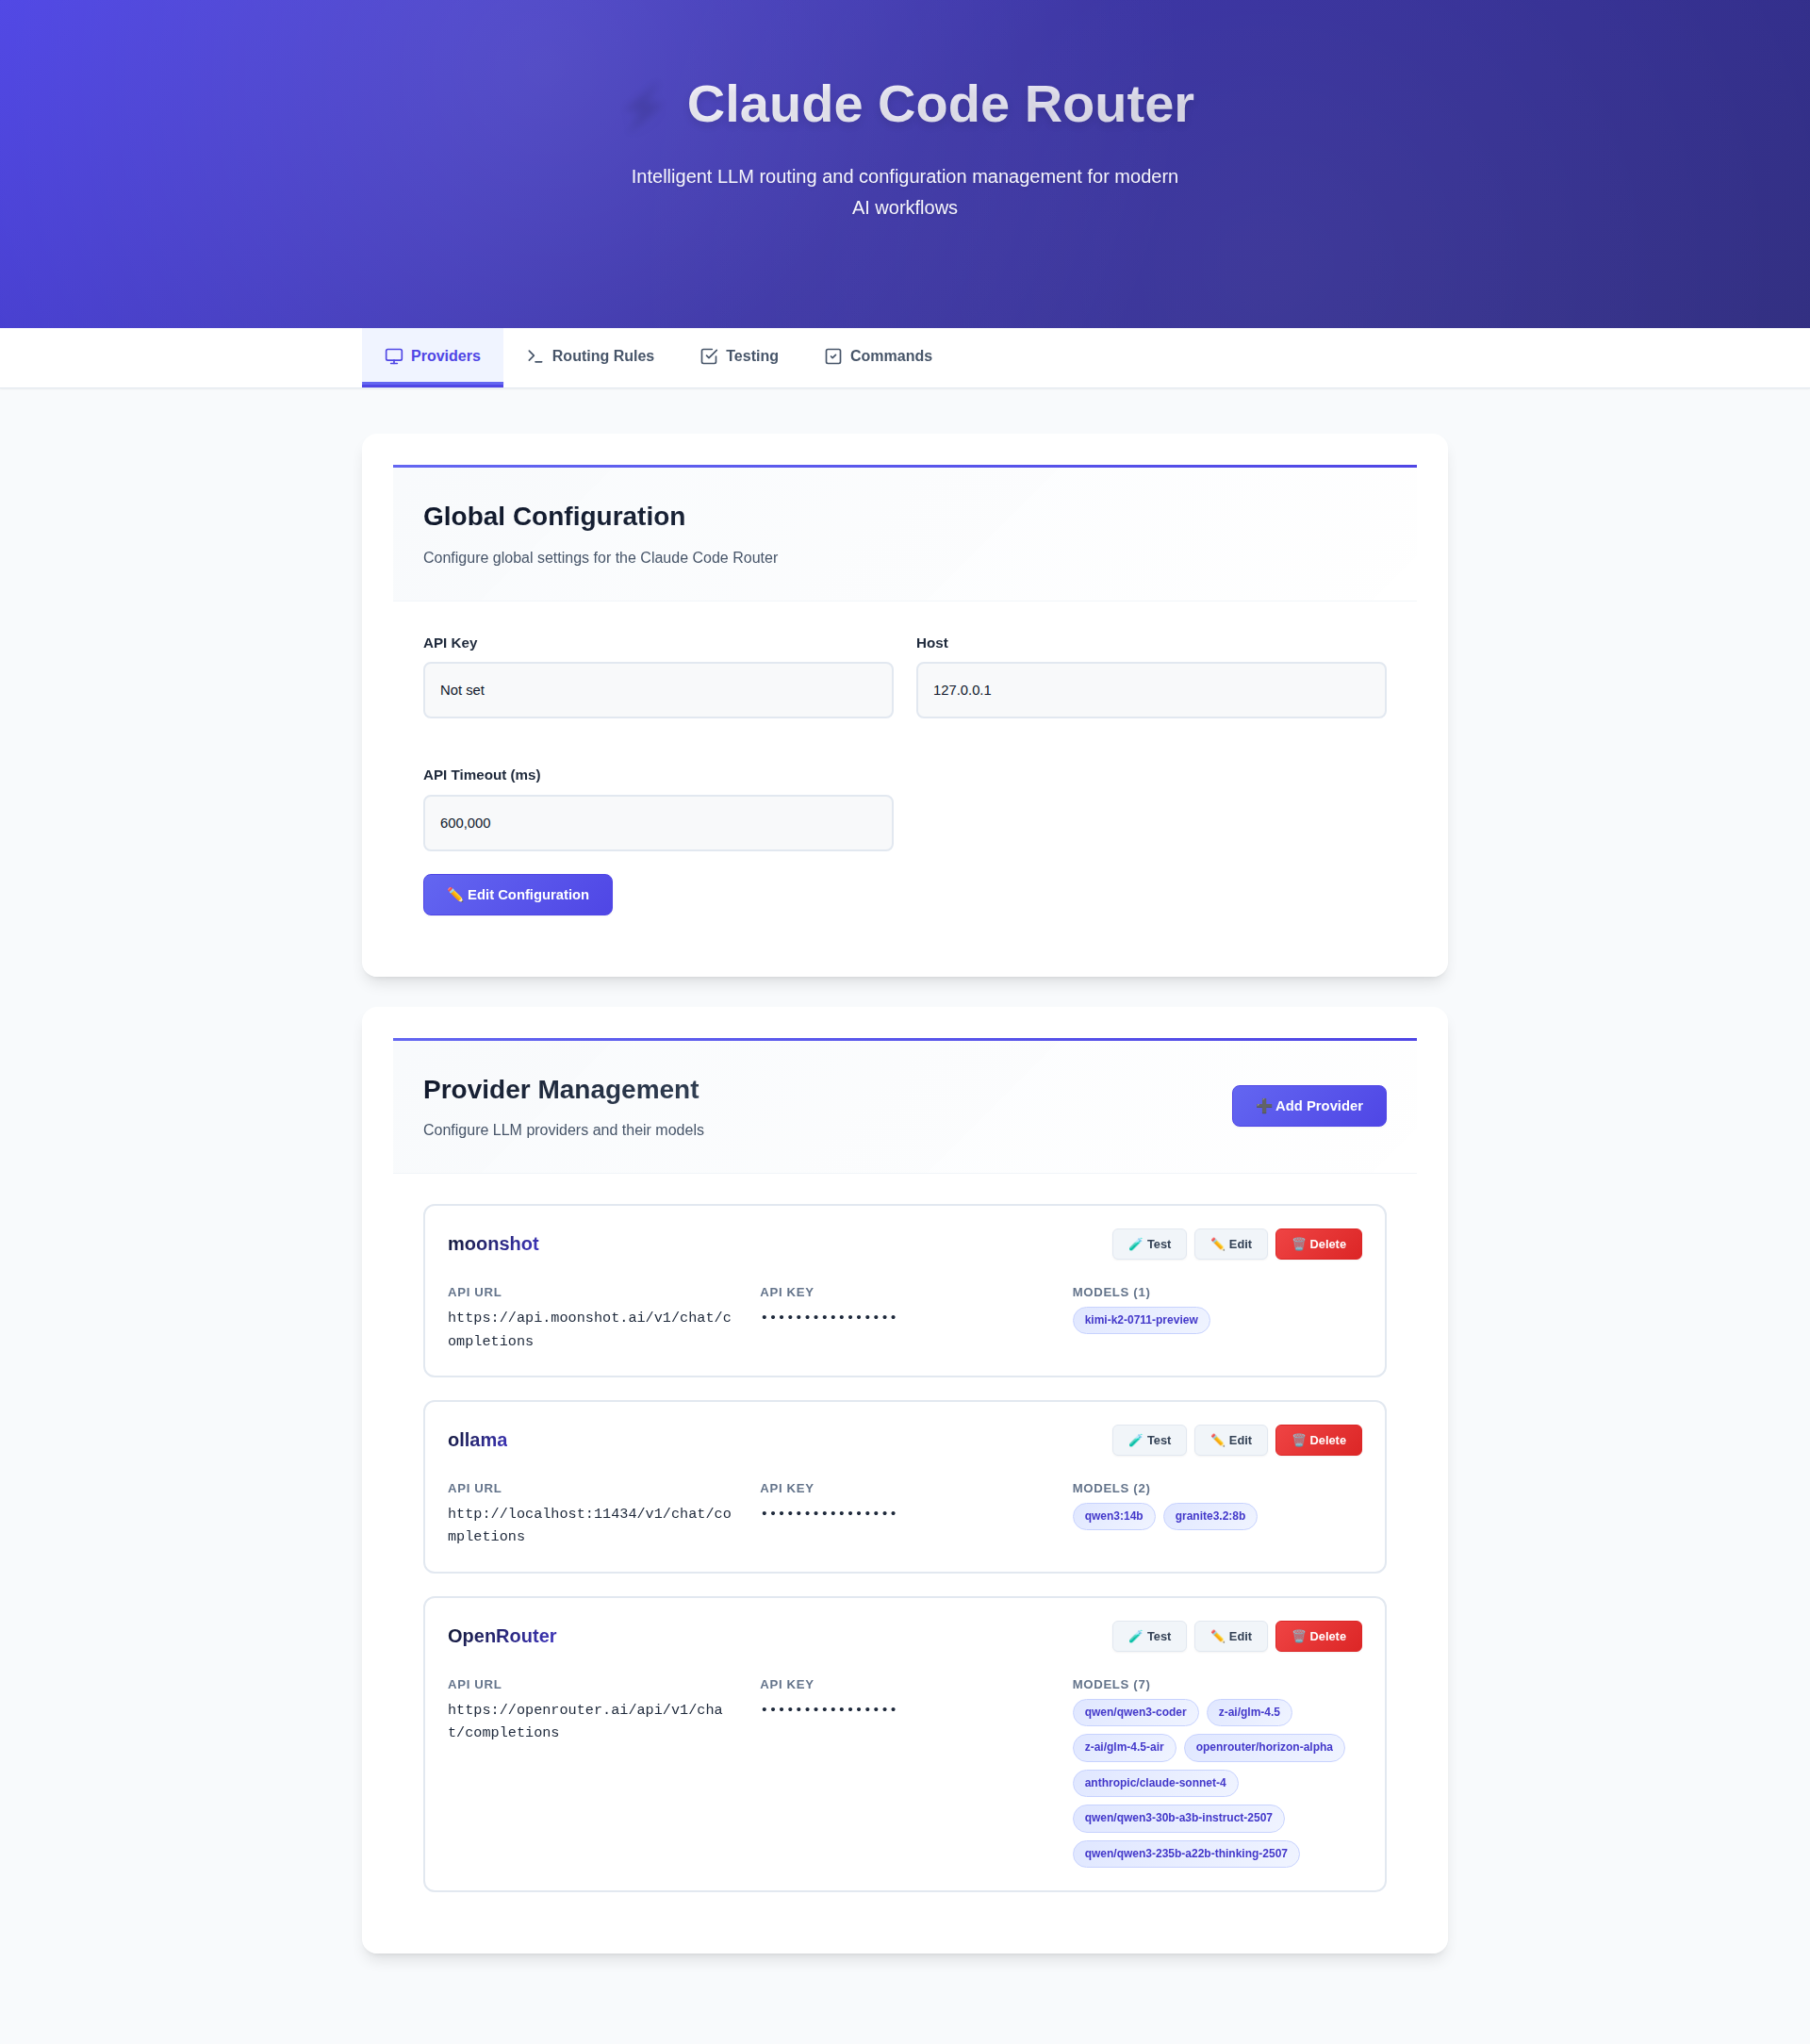 Claude Code Router
Intelligent LLM routing and configuration management for modern
AI workflows
Providers
Routing Rules
Testing
Commands
Global Configuration
Configure global settings for the Claude Code Router
API Key
Host
Not set
127.0.0.1
API Timeout (ms)
600,000
✏️ Edit Configuration
Provider Management
Configure LLM providers and their models
➕ Add Provider
moonshot
🧪 Test
✏️ Edit
🗑️ Delete
API URL
API KEY
MODELS (1)
https://api.moonshot.ai/v1/chat/c
ompletions
••••••••••••••••
kimi-k2-0711-preview
ollama
🧪 Test
✏️ Edit
🗑️ Delete
API URL
API KEY
MODELS (2)
http://localhost:11434/v1/chat/co
mpletions
••••••••••••••••
qwen3:14b
granite3.2:8b
OpenRouter
🧪 Test
✏️ Edit
🗑️ Delete
API URL
API KEY
MODELS (7)
https://openrouter.ai/api/v1/cha
t/completions
••••••••••••••••
qwen/qwen3-coder
z-ai/glm-4.5
z-ai/glm-4.5-air
openrouter/horizon-alpha
anthropic/claude-sonnet-4
qwen/qwen3-30b-a3b-instruct-2507
qwen/qwen3-235b-a22b-thinking-2507